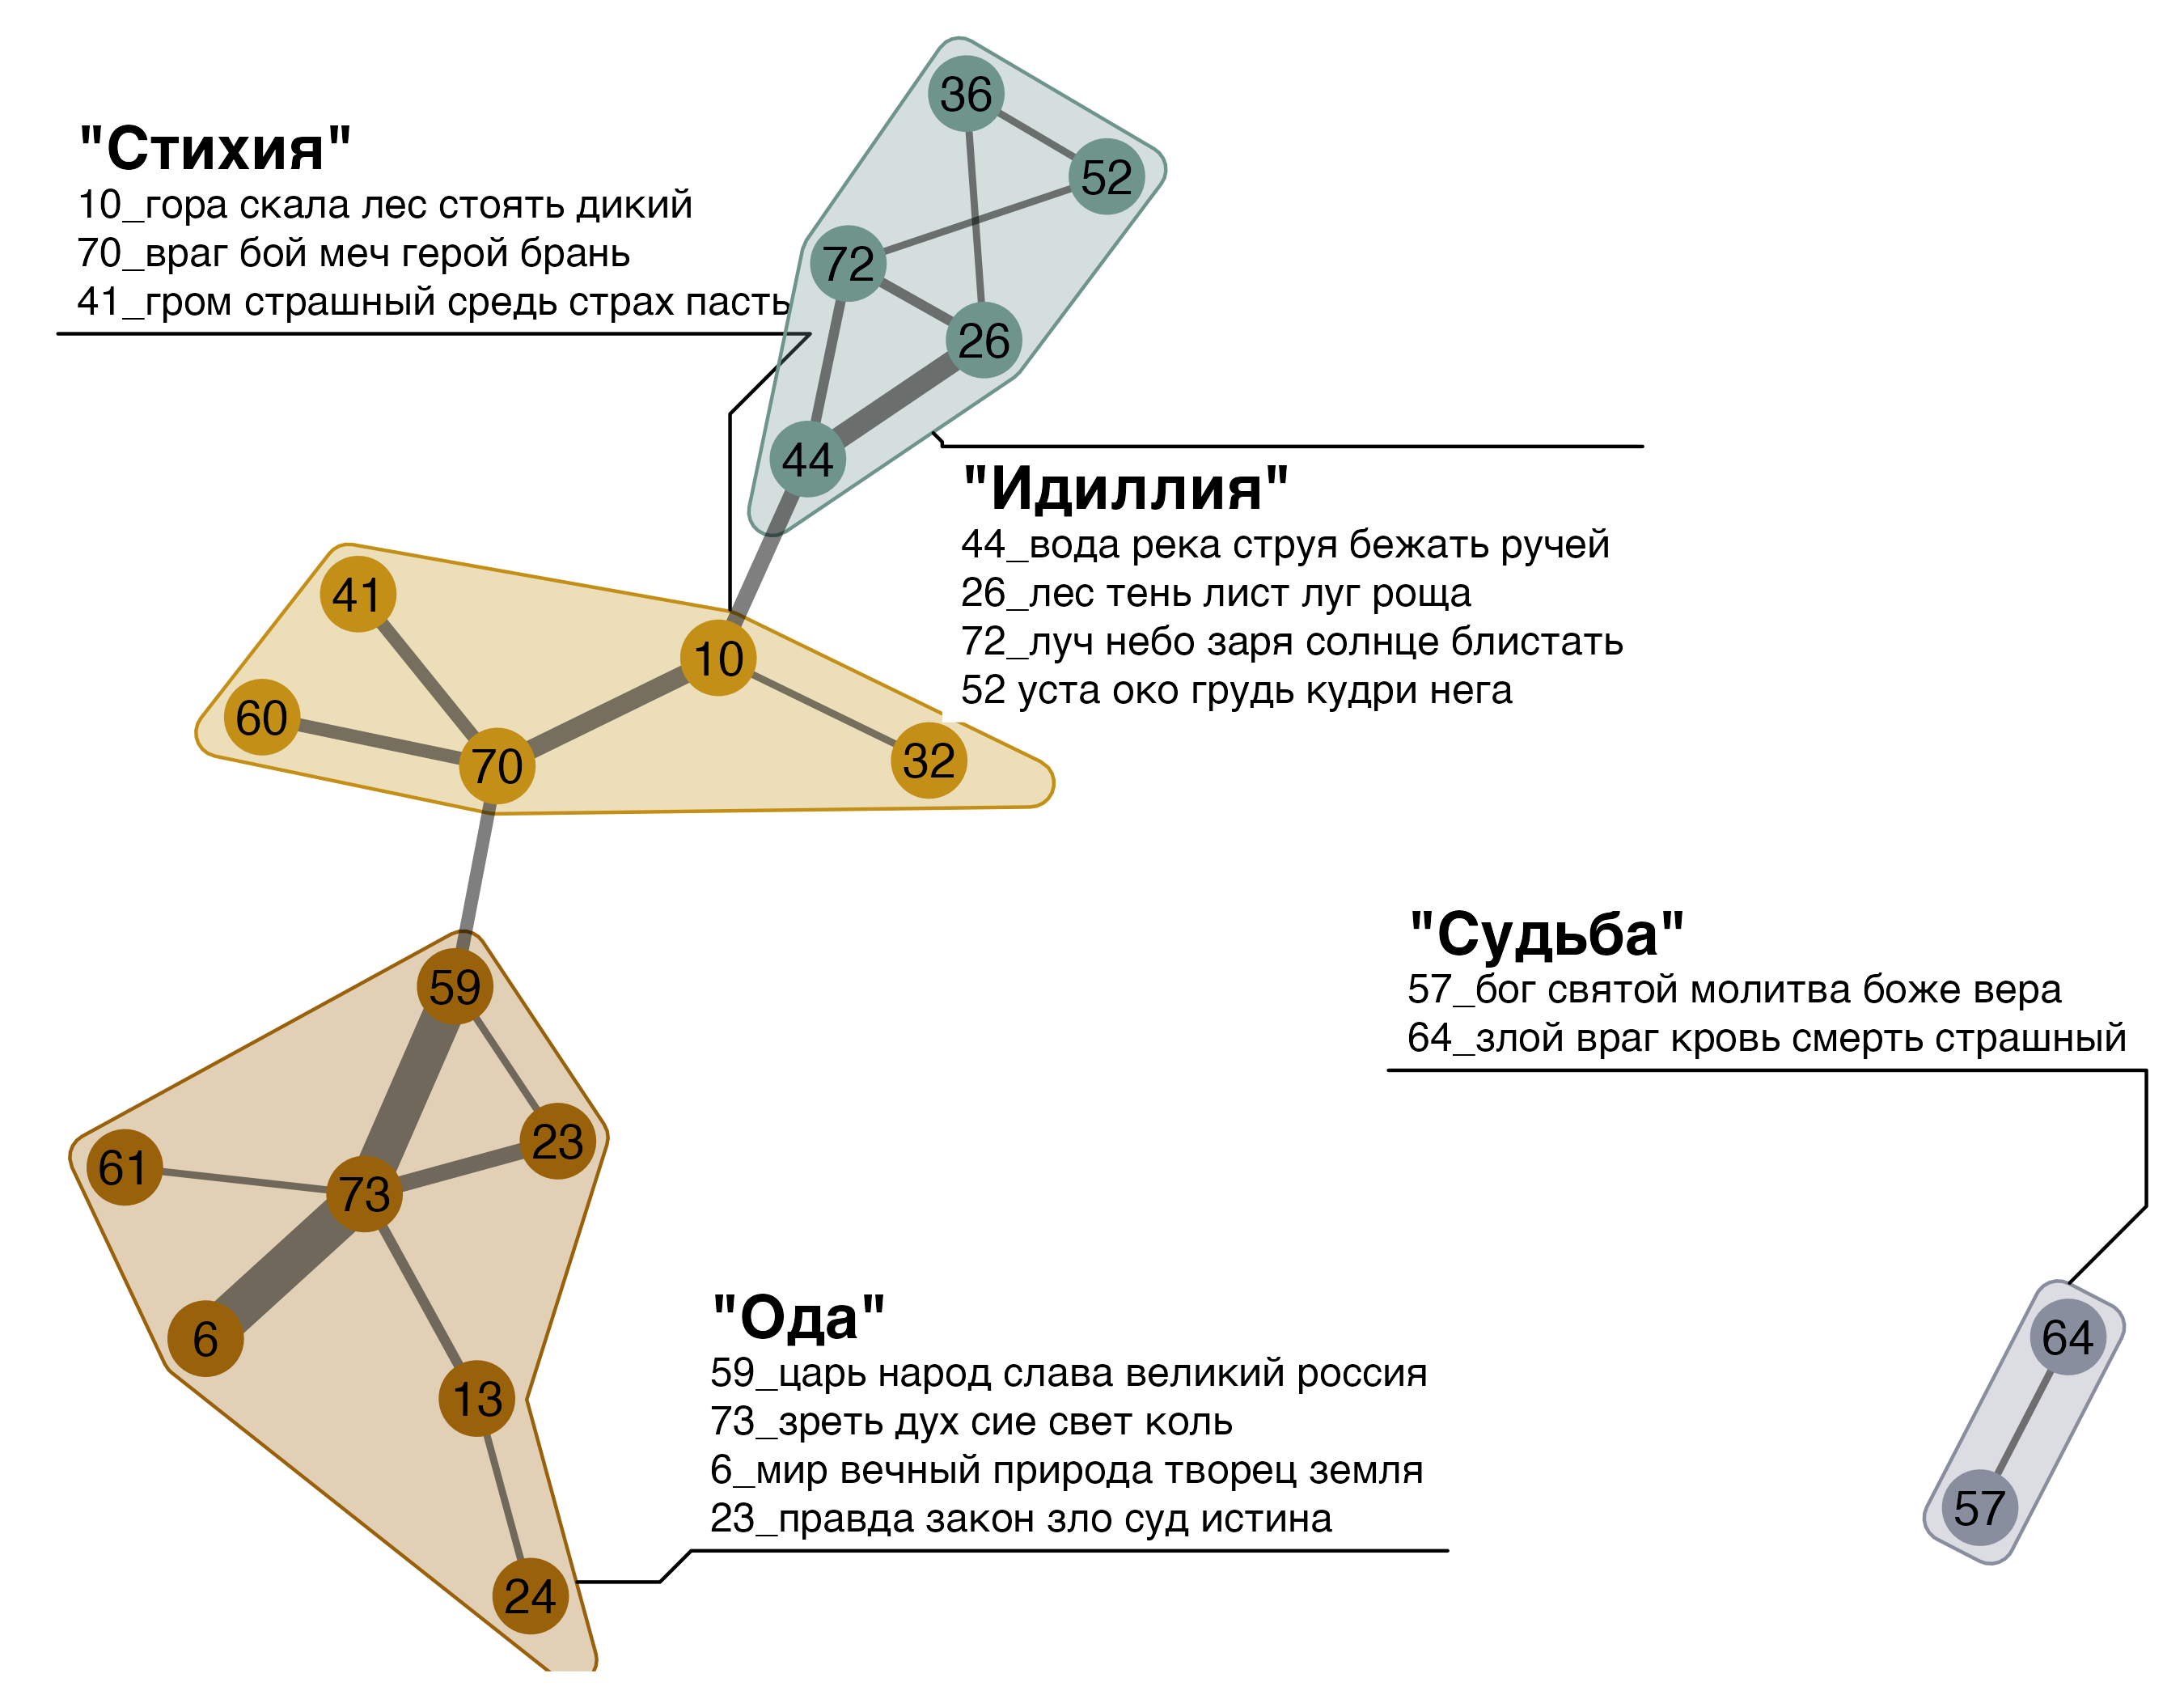 "Стихия"
10_гора скала лес стоять дикий
70_враг бой меч герой брань
41_гром страшный средь страх пасть
36
52
72
26
44
"Идиллия"
44_вода река струя бежать ручей
26_лес тень лист луг роща
72_луч небо заря солнце блистать
52 уста око грудь кудри нега
41
10
60
70
32
59
23
61
73
6
13
24
"Судьба"
57_бог святой молитва боже вера
64_злой враг кровь смерть страшный
64
57
"Ода"
59_царь народ слава великий россия
73_зреть дух сие свет коль
6_мир вечный природа творец земля
23_правда закон зло суд истина